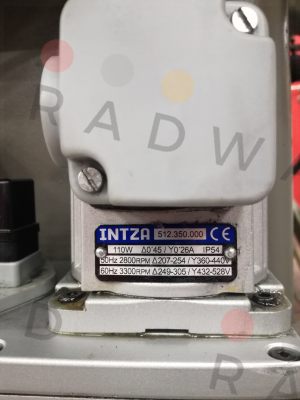 RADWA
INTZA 512.350.000 CE
110W Δ0'45 / Y0'26A IP54
50Hz 2800RPM Δ207-254 / Y360-440V
60Hz 3300RPM Δ249-305 / Y432-528V